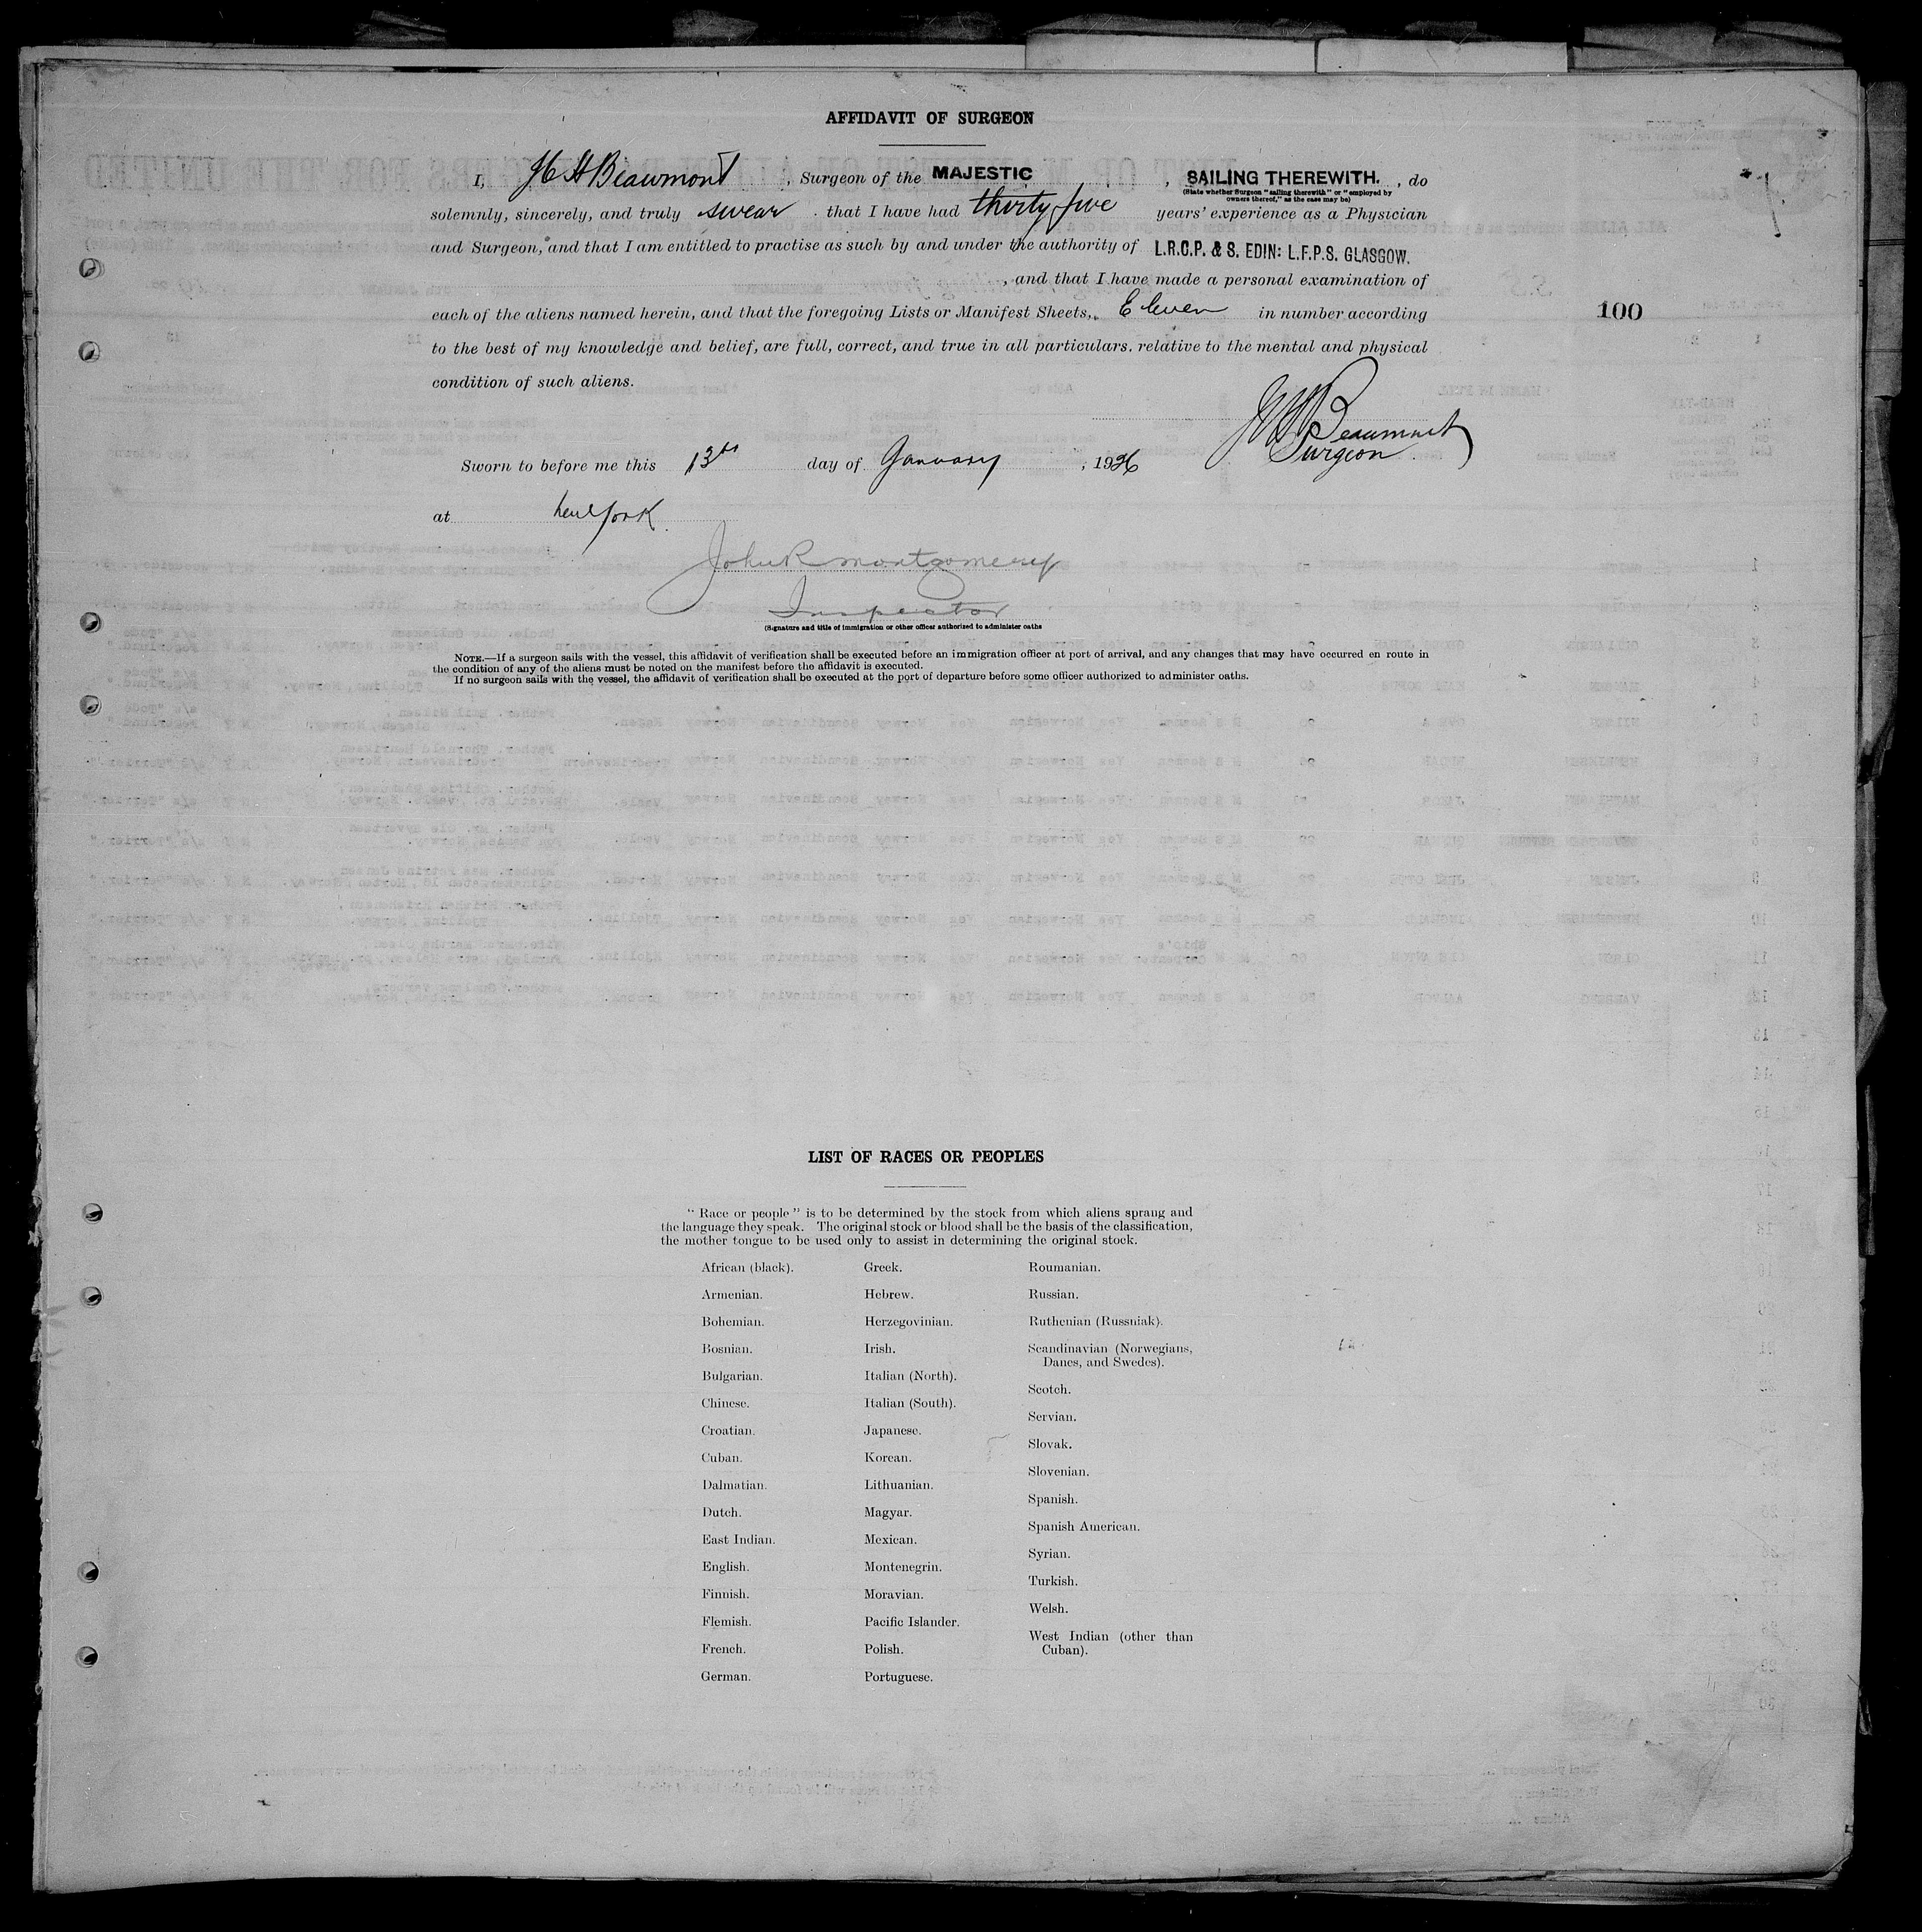 AFFIDAVIT OF SURGEON
I, J H Beaumont, Surgeon of the MAJESTIC, SAILING THEREWITH., do
(State whether Surgeon "sailing therewith" or "employed by
owners thereof," as the case may be)
solemnly, sincerely, and truly swear that I have had thirty five years' experience as a Physician
and Surgeon, and that I am entitled to practise as such by and under the authority of L.R.C.P. & S. EDIN: L.F.P.S. GLASGOW.
, and that I have made a personal examination of
each of the aliens named herein, and that the foregoing Lists or Manifest Sheets, Eleven in number according
100
to the best of my knowledge and belief, are full, correct, and true in all particulars. relative to the mental and physical
condition of such aliens.
Beaumont
Surgeon
Sworn to before me this 13th day of January, 1926
at New York.
John R Montgomery
Inspector
(Signature and title of immigration or other officer authorized to administer oaths
NOTE.—If a surgeon sails with the vessel, this affidavit of verification shall be executed before an immigration officer at port of arrival, and any changes that may have occurred en route in
the condition of any of the aliens must be noted on the manifest before the affidavit is executed.
If no surgeon sails with the vessel, the affidavit of verification shall be executed at the port of departure before some officer authorized to administer oaths.
LIST OF RACES OR PEOPLES
"Race or people" is to be determined by the stock from which aliens sprang and
the language they speak. The original stock or blood shall be the basis of the classification,
the mother tongue to be used only to assist in determining the original stock.
African (black).
Armenian.
Bohemian.
Bosnian.
Bulgarian.
Chinese.
Croatian.
Cuban.
Dalmatian.
Dutch.
East Indian.
English.
Finnish.
Flemish.
French.
German.
Greek.
Hebrew.
Herzegovinian.
Irish.
Italian (North).
Italian (South).
Japanese.
Korean.
Lithuanian.
Magyar.
Mexican.
Montenegrin.
Moravian.
Pacific Islander.
Polish.
Portuguese.
Roumanian.
Russian.
Ruthenian (Russniak).
Scandinavian (Norwegians,
Danes, and Swedes).
Scotch.
Servian.
Slovak.
Slovenian.
Spanish.
Spanish American.
Syrian.
Turkish.
Welsh.
West Indian (other than
Cuban).